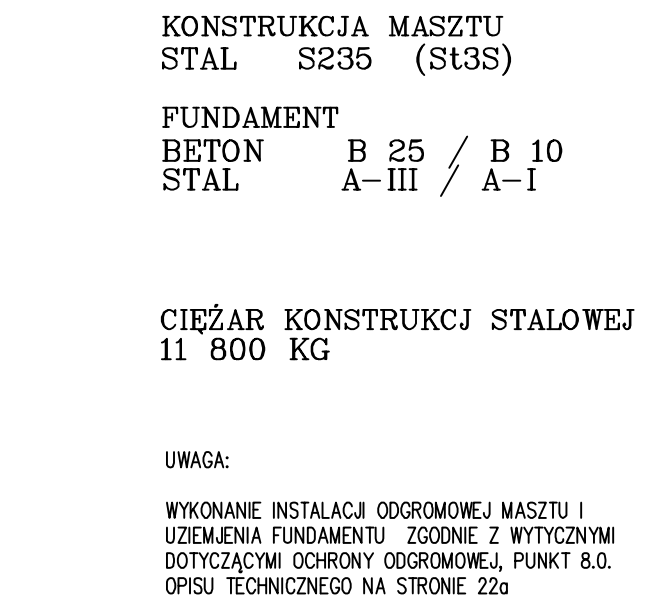 KONSTRUKCJA MASZTU
STAL S235 (St3S)
FUNDAMENT
BETON B 25 / B 10
STAL A-III / A-I
CIĘŻAR KONSTRUKCJ STALOWEJ
11 800 KG
UWAGA:
WYKONANIE INSTALACJI ODGROMOWEJ MASZTU I
UZIEMJENIA FUNDAMENTU ZGODNIE Z WYTYCZNYMI
DOTYCZĄCYMI OCHRONY ODGROMOWEJ, PUNKT 8.0.
OPISU TECHNICZNEGO NA STRONIE 22a